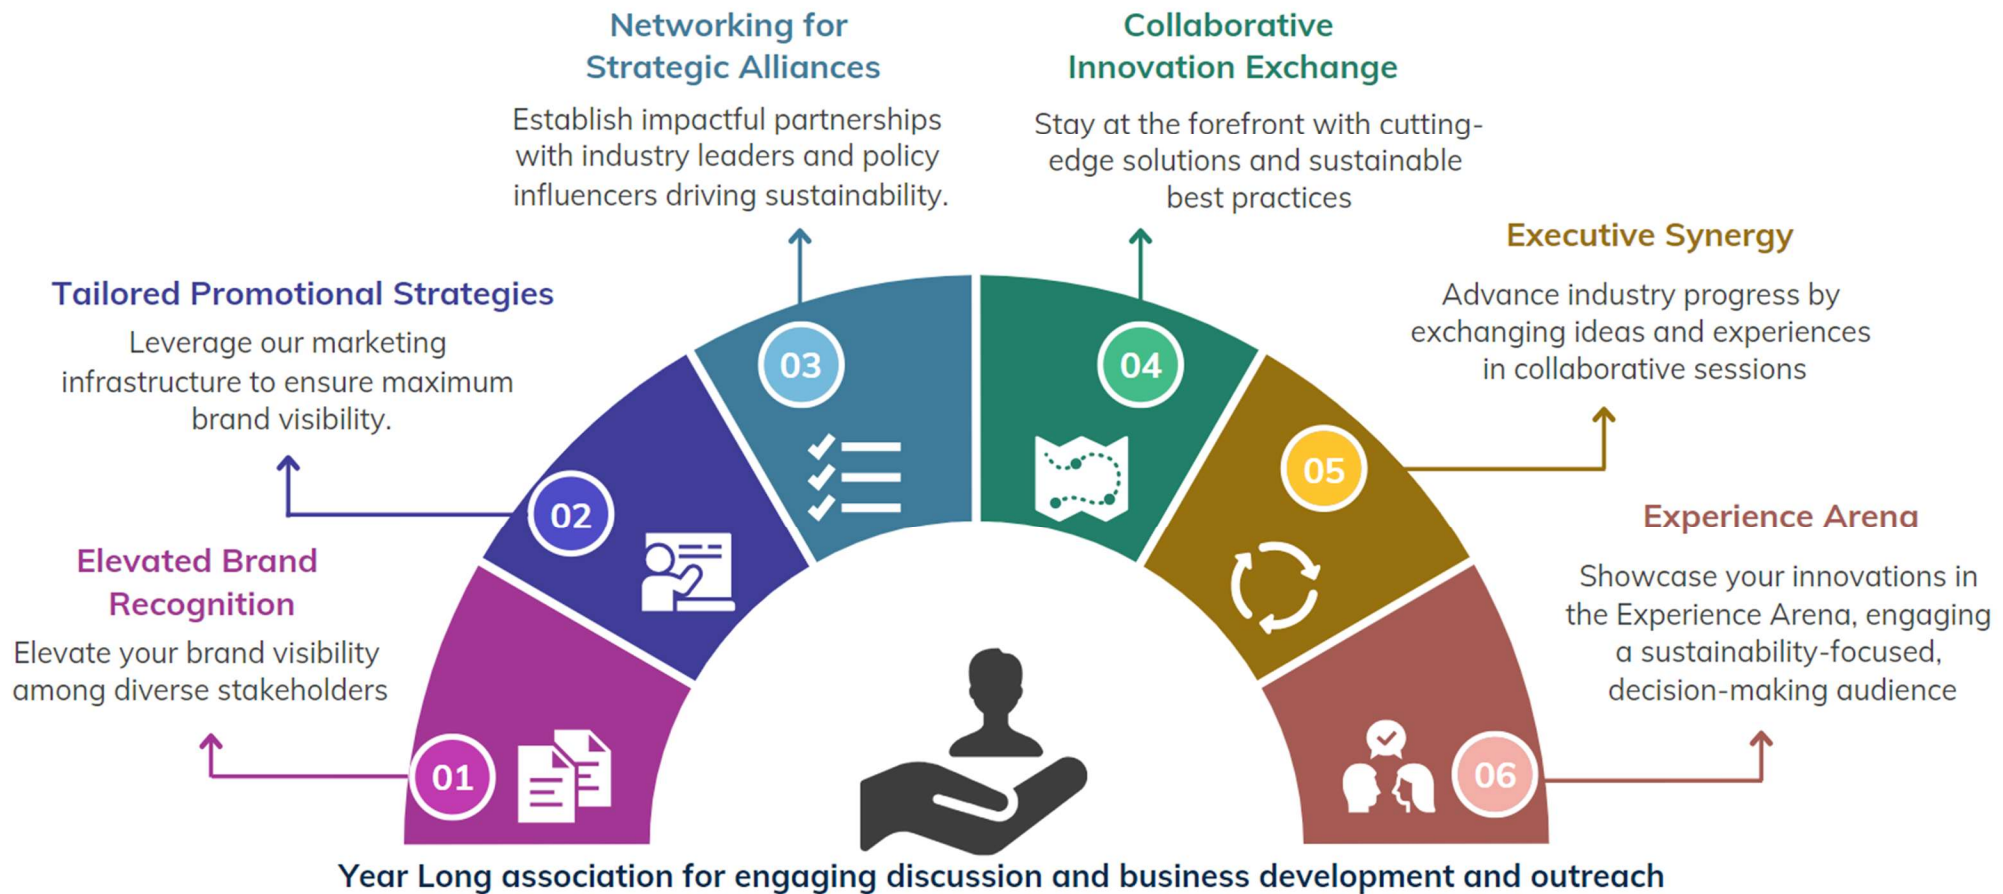 Networking for
Strategic Alliances
Establish impactful partnerships
with industry leaders and policy
influencers driving sustainability.
Collaborative
Innovation Exchange
Stay at the forefront with cutting-
edge solutions and sustainable
best practices
Executive Synergy
Advance industry progress by
exchanging ideas and experiences
in collaborative sessions
Tailored Promotional Strategies
Leverage our marketing
infrastructure to ensure maximum
brand visibility.
Elevated Brand
Recognition
Elevate your brand visibility
among diverse stakeholders
Experience Arena
Showcase your innovations in
the Experience Arena, engaging
a sustainability-focused,
decision-making audience
01
02
03
04
05
06
Year Long association for engaging discussion and business development and outreach